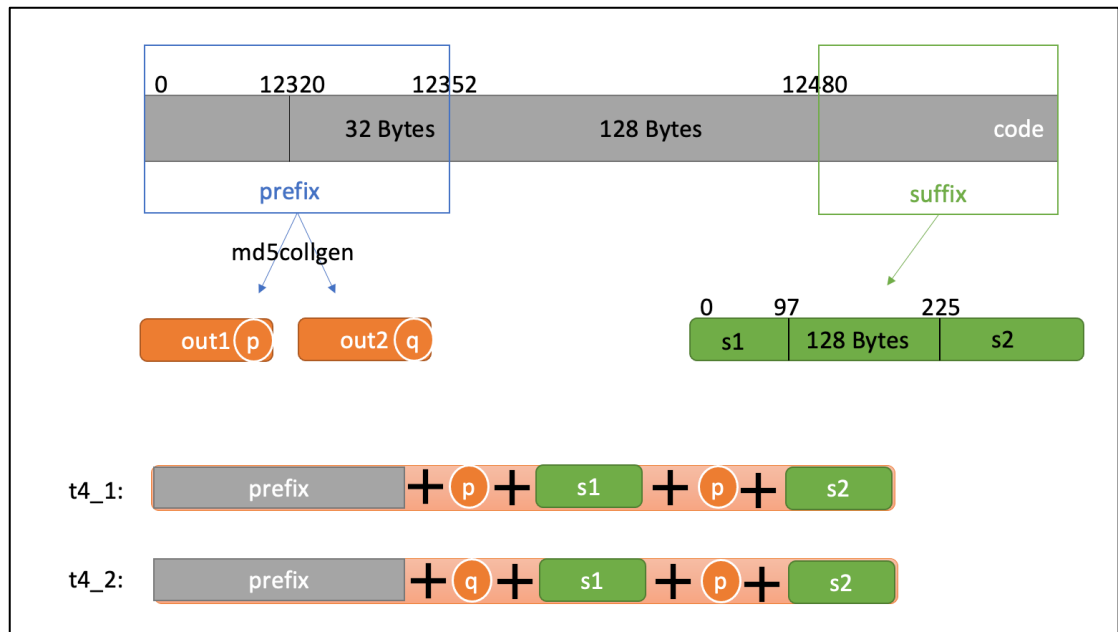 0 12320 12352 12480
32 Bytes 128 Bytes code
prefix suffix
md5collgen
0 97 225
out1 p out2 q s1 128 Bytes s2
t4_1: prefix + p + s1 + p + s2
t4_2: prefix + q + s1 + p + s2